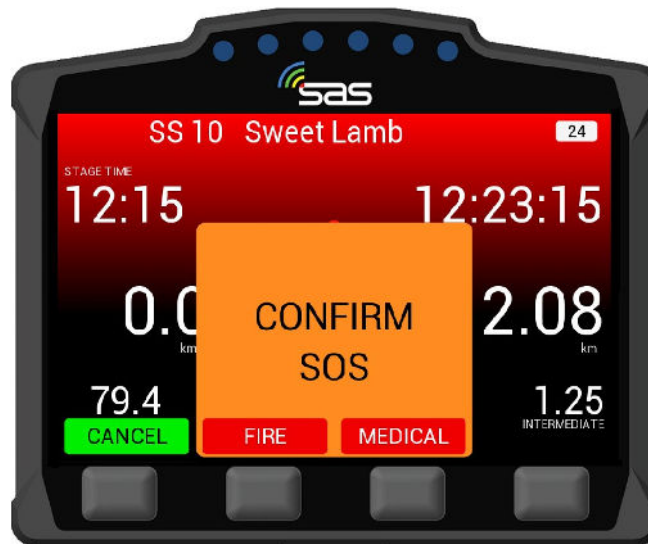 sas
SS 10 Sweet Lamb 24
STAGE TIME
12:15 12:23:15
CONFIRM
SOS
0.0 2.08
km km
79.4 1.25
INTERMEDIATE
CANCEL FIRE MEDICAL